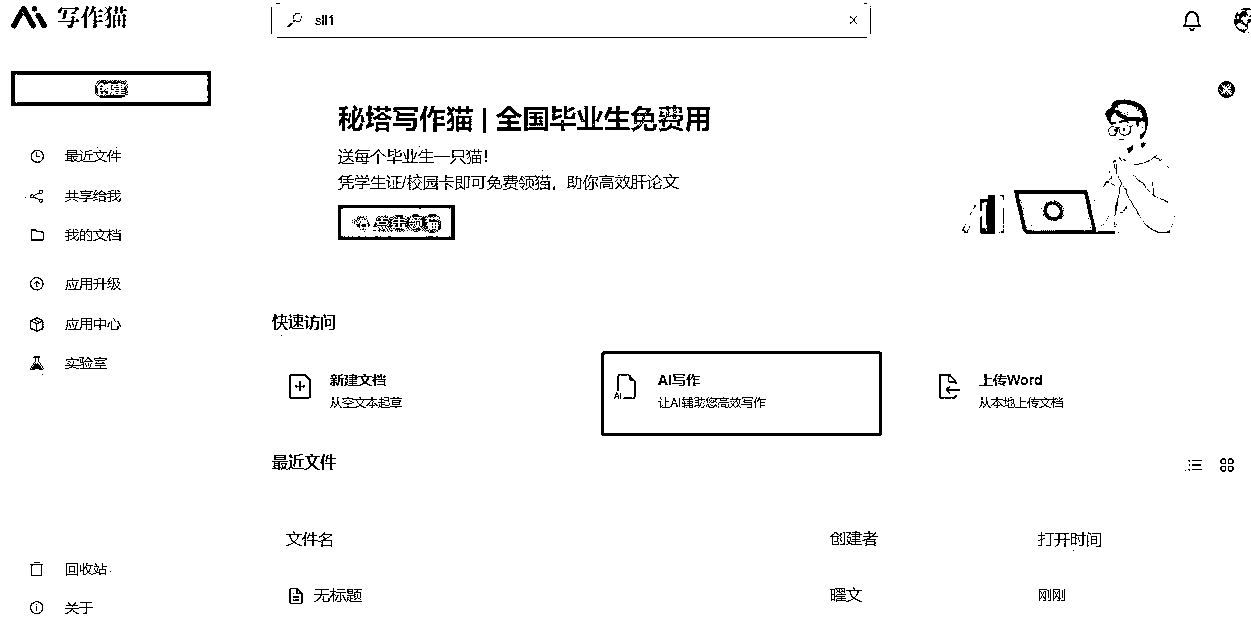 写作猫
sll1
创建
最近文件
共享给我
我的文档
应用升级
应用中心
实验室
回收站
关于
秘塔写作猫 | 全国毕业生免费用
送每个毕业生一只猫！
凭学生证/校园卡即可免费领猫，助你高效肝论文
点击领猫
快速访问
新建文档
从空文本起草
AI写作
让AI辅助您高效写作
上传Word
从本地上传文档
最近文件
文件名 创建者 打开时间
无标题 曜文 刚刚